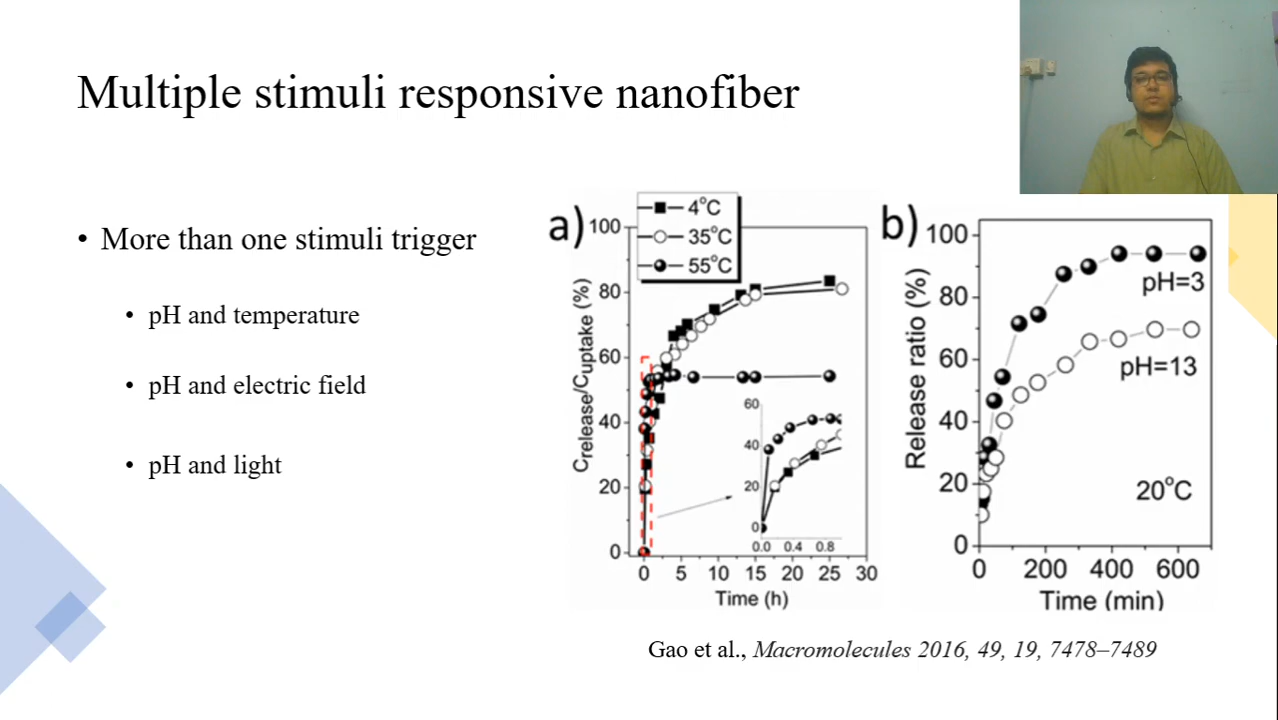 Multiple stimuli responsive nanofiber
• More than one stimuli trigger
• pH and temperature
• pH and electric field
• pH and light
a)
4°C
35°C
55°C
100
80
60
40
20
0
Crelease/Cuptake (%)
0 5 10 15 20 25 30
Time (h)
60
40
20
0
0.0 0.4 0.8
b)
100
80
60
40
20
0
Release ratio (%)
pH=3
pH=13
20°C
0 200 400 600
Time (min)
Gao et al., Macromolecules 2016, 49, 19, 7478–7489